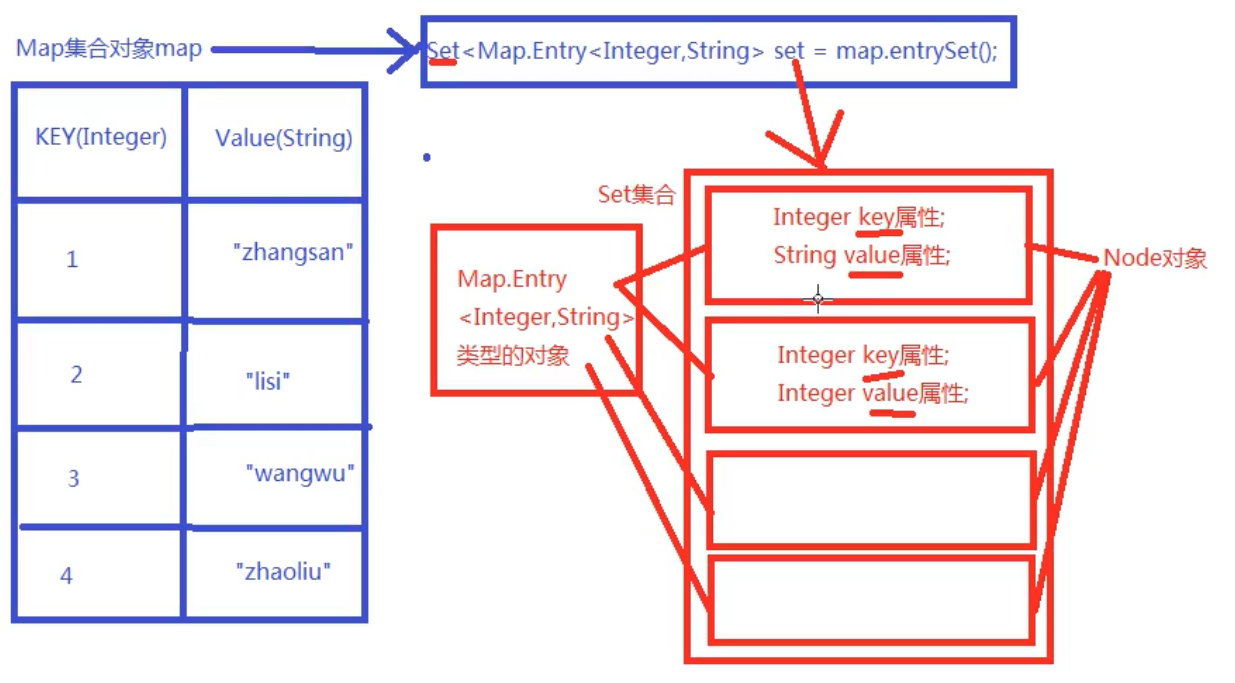 Map集合对象map
Set<Map.Entry<Integer,String> set = map.entrySet();
KEY(Integer)
Value(String)
1
"zhangsan"
2
"lisi"
3
"wangwu"
4
"zhaoliu"
Set集合
Map.Entry
<Integer,String>
类型的对象
Integer key属性;
String value属性;
Integer key属性;
Integer value属性;
Node对象